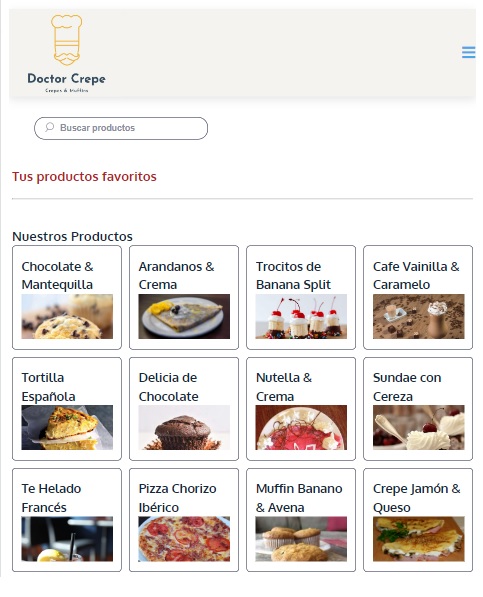 Doctor Crepe
Crepes & Muffins
Buscar productos
Tus productos favoritos
Nuestros Productos
Chocolate &
Mantequilla
Arandanos &
Crema
Trocitos de
Banana Split
Cafe Vainilla &
Caramelo
Tortilla
Española
Delicia de
Chocolate
Nutella &
Crema
Sundae con
Cereza
Te Helado
Francés
Pizza Chorizo
Ibérico
Muffin Banano
& Avena
Crepe Jamón &
Queso